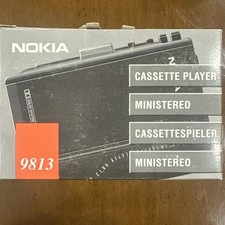 NOKIA
CASSETTE PLAYER
MINISTEREO
CASSETTESPIELER
MINISTEREO
9813